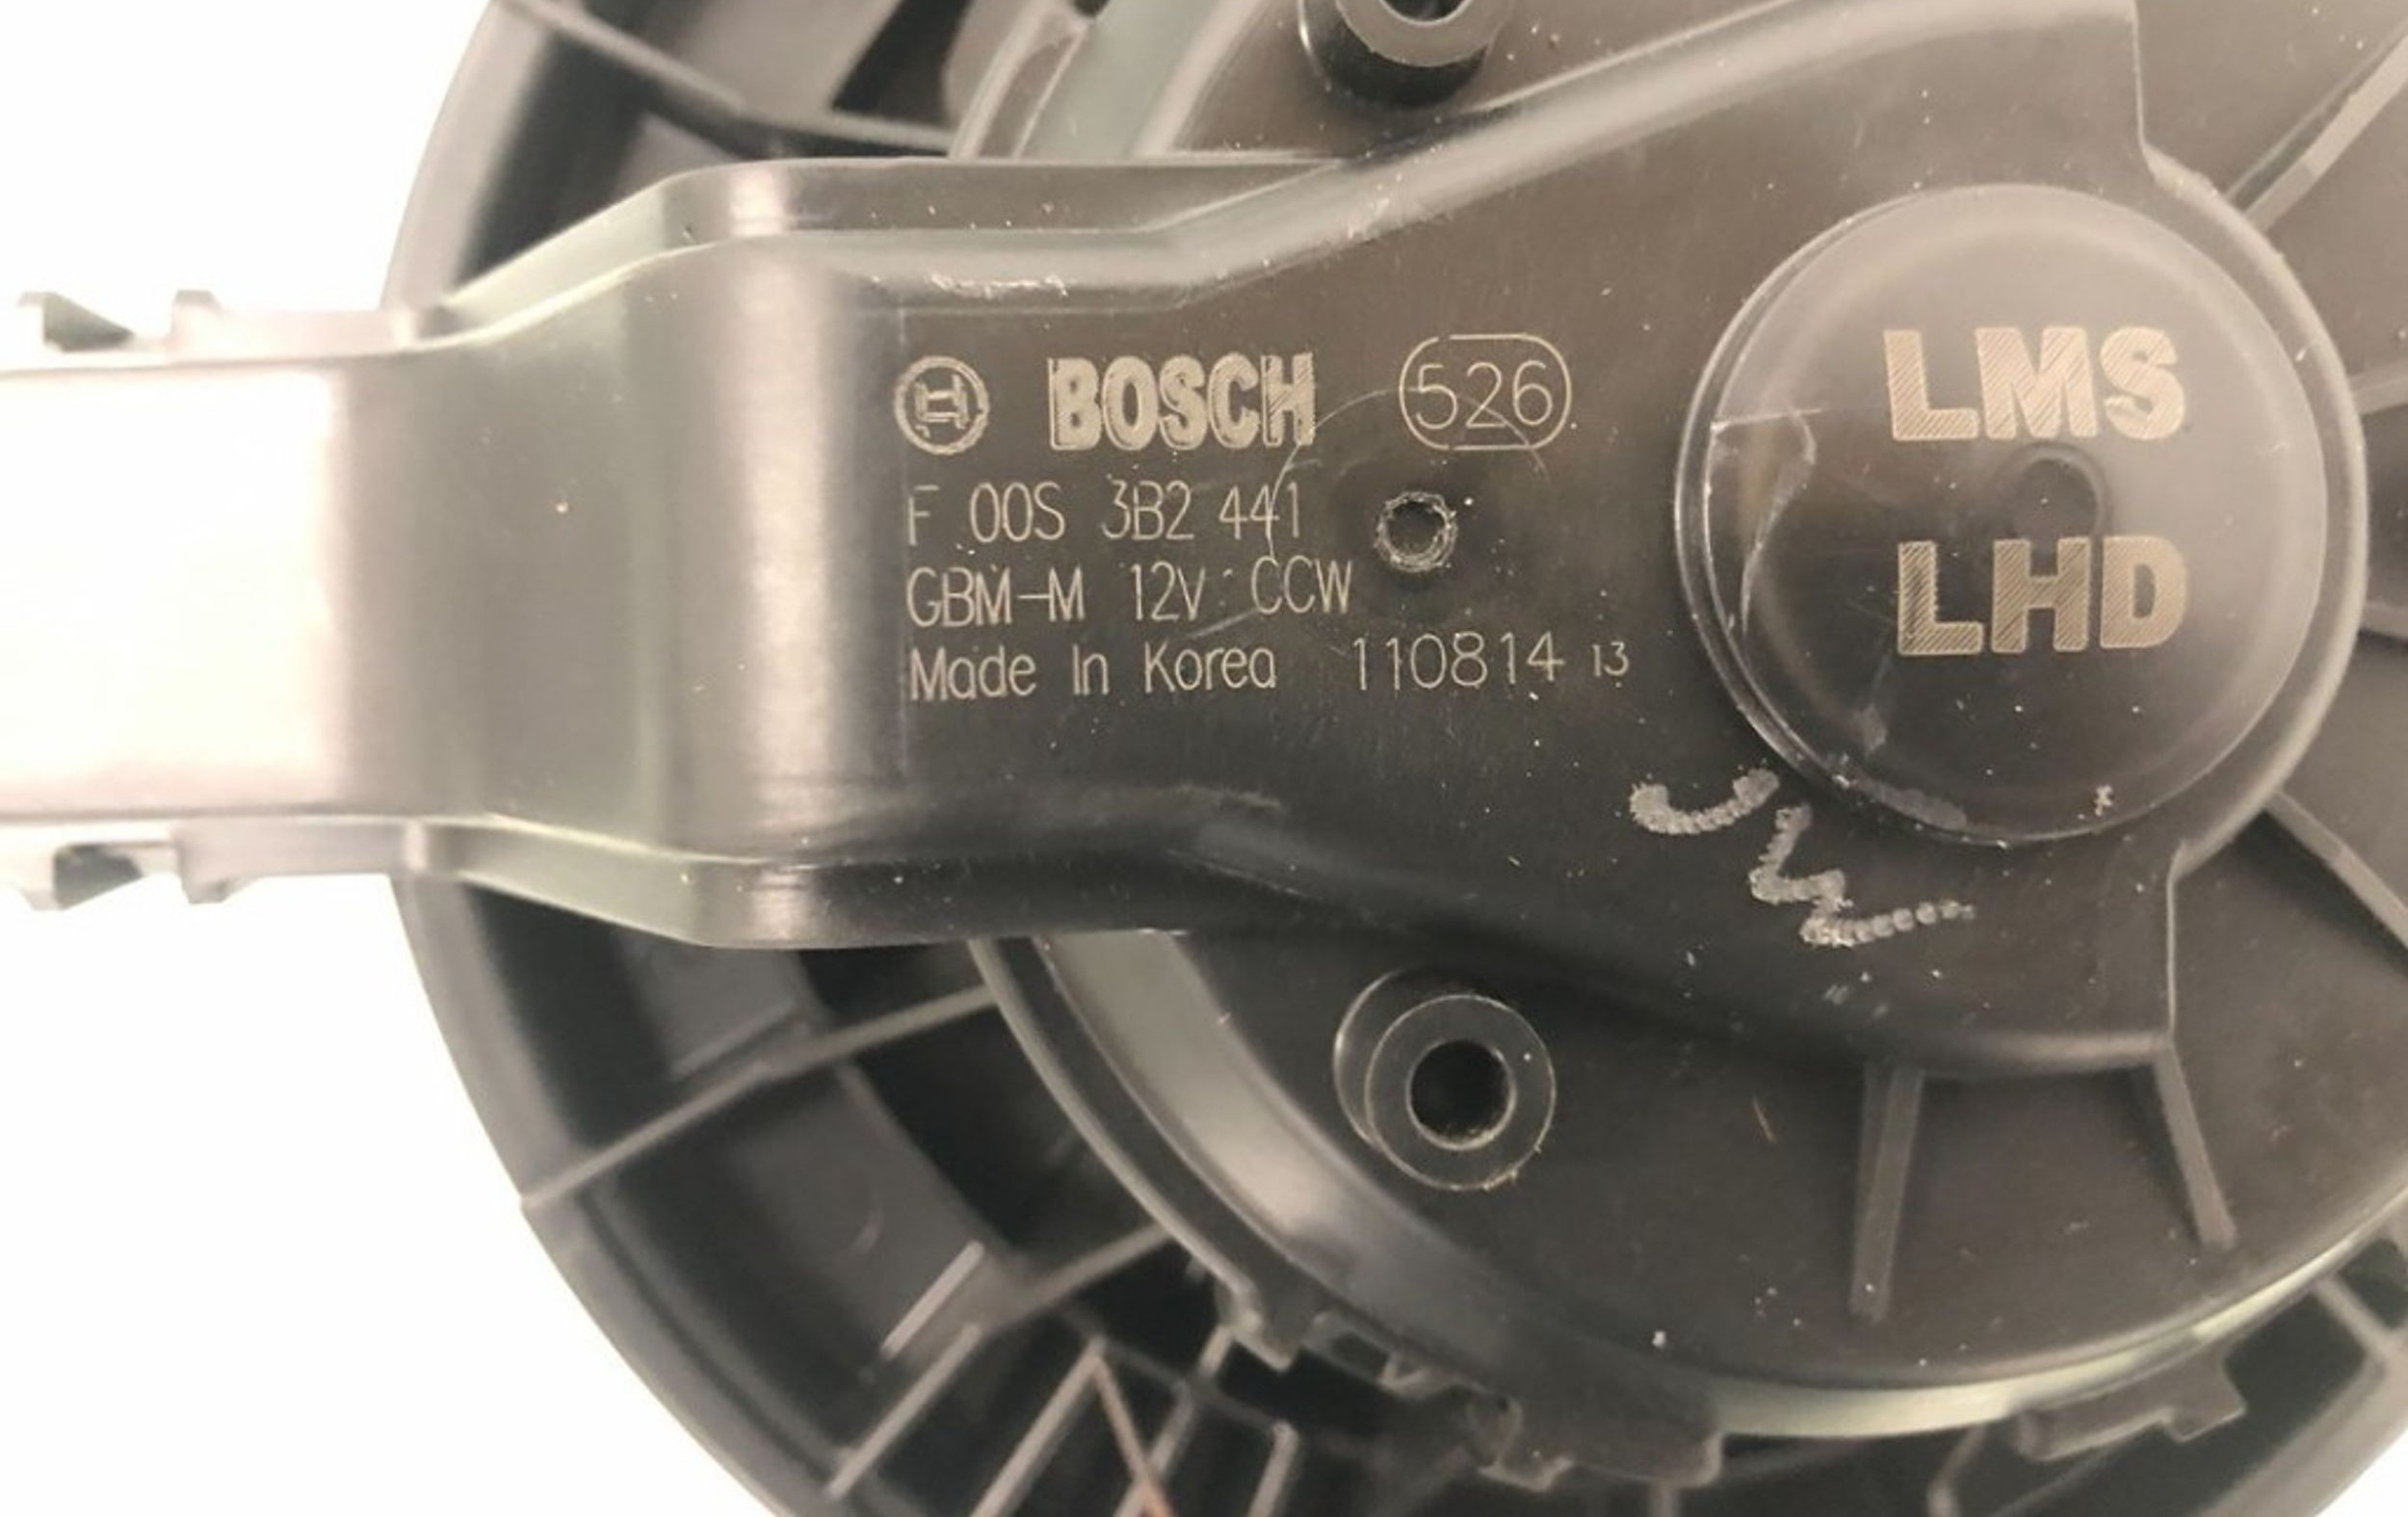 BOSCH 526
F 00S 3B2 441
GBM-M 12V CCW
Made In Korea 110814 13
LMS
LHD